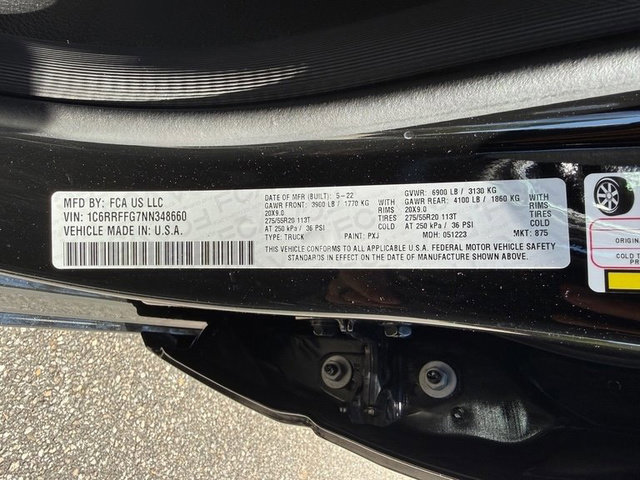 MFD BY: FCA US LLC
VIN: 1C6RRFFG7NN348660
VEHICLE MADE IN: U.S.A.
DATE OF MFR (BUILT): 5-22
GAWR FRONT: 3900 LB / 1770 KG
20X9.0
275/55R20 113T
AT 250 kPa / 36 PSI
TYPE: TRUCK
WITH
RIMS
TIRES
COLD
PAINT: PXJ
GVWR: 6900 LB / 3130 KG
GAWR REAR: 4100 LB / 1860 KG
20X9.0
275/55R20 113T
AT 250 kPa / 36 PSI
MDH: 051223
WITH
RIMS
TIRES
COLD
MKT: 875
THIS VEHICLE CONFORMS TO ALL APPLICABLE U.S.A. FEDERAL MOTOR VEHICLE SAFETY
STANDARDS IN EFFECT ON THE DATE OF MANUFACTURE SHOWN ABOVE.
ORIGIN
COLD T
PR